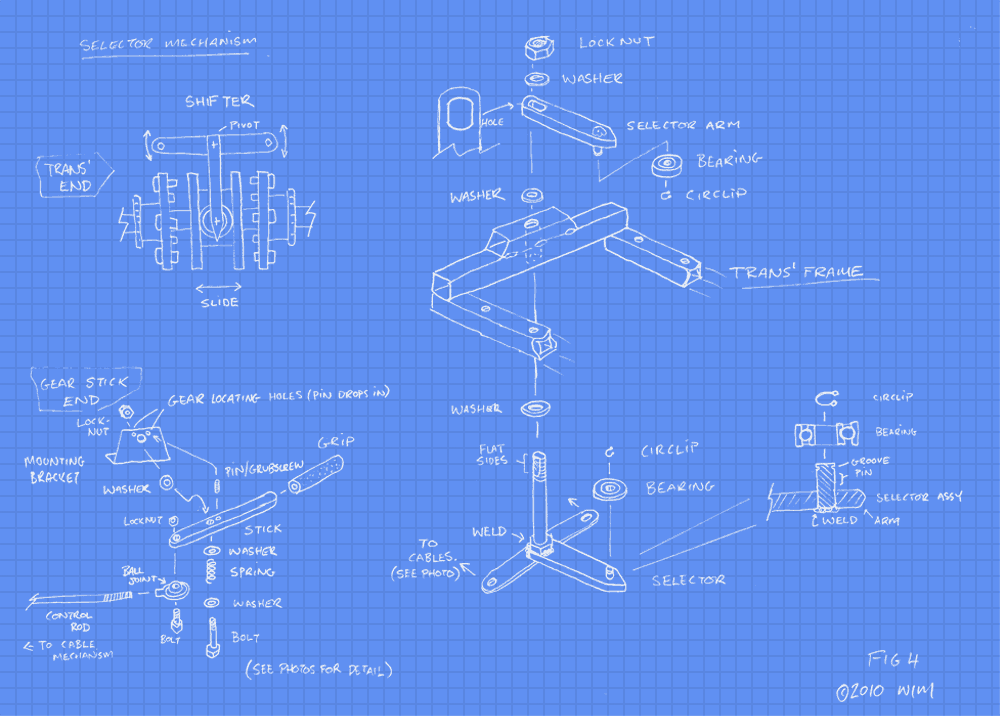 SELECTOR MECHANISM
SHIFTER
PIVOT
TRANS'
END
SLIDE
LOCK NUT
WASHER
HOLE
SELECTOR ARM
BEARING
CIRCLIP
WASHER
TRANS' FRAME
GEAR STICK
END
GEAR LOCATING HOLES (PIN DROPS IN)
LOCK-
NUT
MOUNTING
BRACKET
WASHER
PIN/GRUBSCREW
GRIP
LOCKNUT
STICK
WASHER
SPRING
BALL
JOINT
WASHER
CONTROL
ROD
BOLT
BOLT
← TO CABLE
MECHANISM
(SEE PHOTOS FOR DETAIL)
WASHER
FLAT
SIDES
CIRCLIP
BEARING
WELD
TO
CABLES.
(SEE PHOTO)
SELECTOR
CIRCLIP
BEARING
GROOVE
PIN
SELECTOR ASSY
WELD
ARM
FIG 4
©2010 WIM